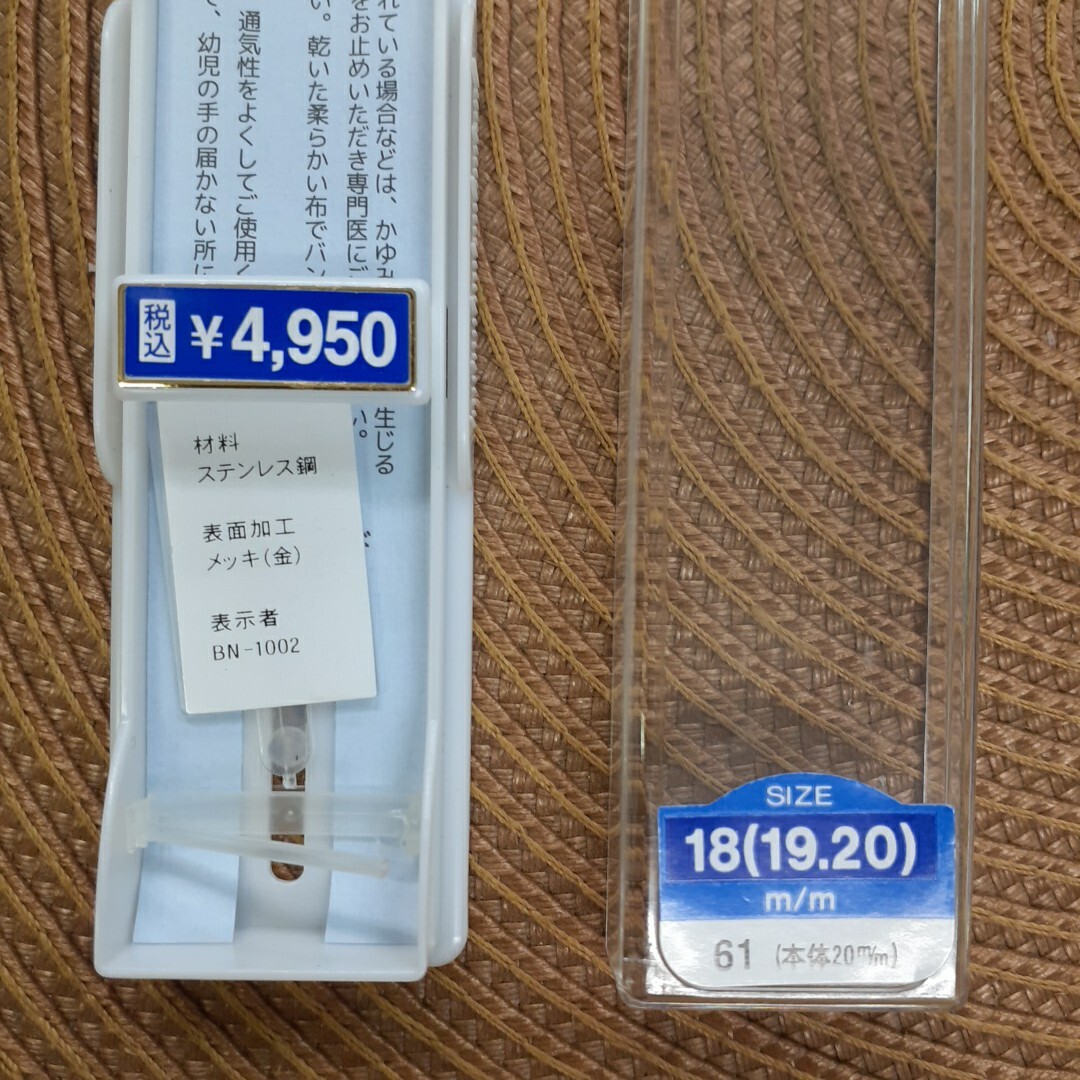 れている場合などは、かゆみ
をお止めいただき専門医にご
い。乾いた柔らかい布でバン
通気性をよくしてご使用く
て、幼児の手の届かない所に
生じる
い。
税込 ¥4,950
材料
ステンレス鋼
表面加工
メッキ(金)
表示者
BN-1002
SIZE
18(19.20)
m/m
61 (本体20m/m)